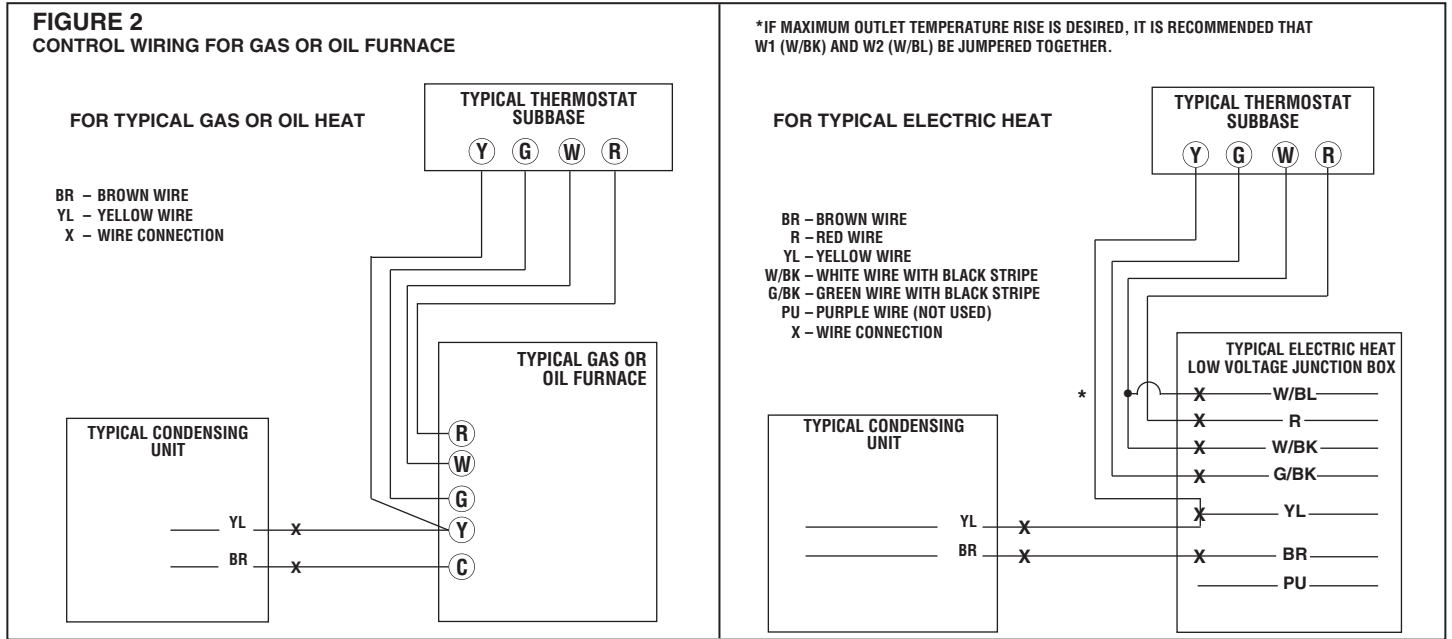 FIGURE 2
CONTROL WIRING FOR GAS OR OIL FURNACE
FOR TYPICAL GAS OR OIL HEAT
TYPICAL THERMOSTAT
SUBBASE
Y G W R
BR – BROWN WIRE
YL – YELLOW WIRE
X – WIRE CONNECTION
TYPICAL GAS OR
OIL FURNACE
R
W
G
Y
C
TYPICAL CONDENSING
UNIT
YL X
BR X
*IF MAXIMUM OUTLET TEMPERATURE RISE IS DESIRED, IT IS RECOMMENDED THAT
W1 (W/BK) AND W2 (W/BL) BE JUMPERED TOGETHER.
FOR TYPICAL ELECTRIC HEAT
TYPICAL THERMOSTAT
SUBBASE
Y G W R
BR – BROWN WIRE
R – RED WIRE
YL – YELLOW WIRE
W/BK – WHITE WIRE WITH BLACK STRIPE
G/BK – GREEN WIRE WITH BLACK STRIPE
PU – PURPLE WIRE (NOT USED)
X – WIRE CONNECTION
TYPICAL ELECTRIC HEAT
LOW VOLTAGE JUNCTION BOX
* X W/BL
X R
X W/BK
X G/BK
X YL
X BR
PU
TYPICAL CONDENSING
UNIT
YL X
BR X